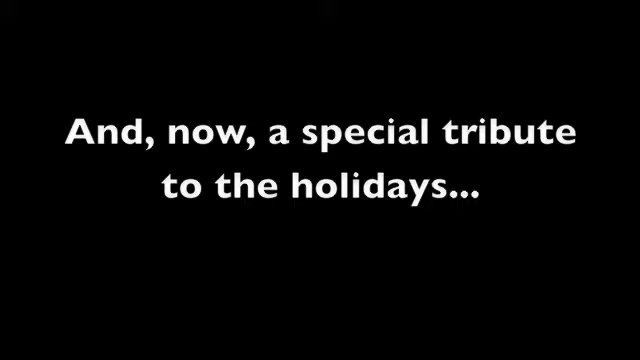 And, now, a special tribute
to the holidays...